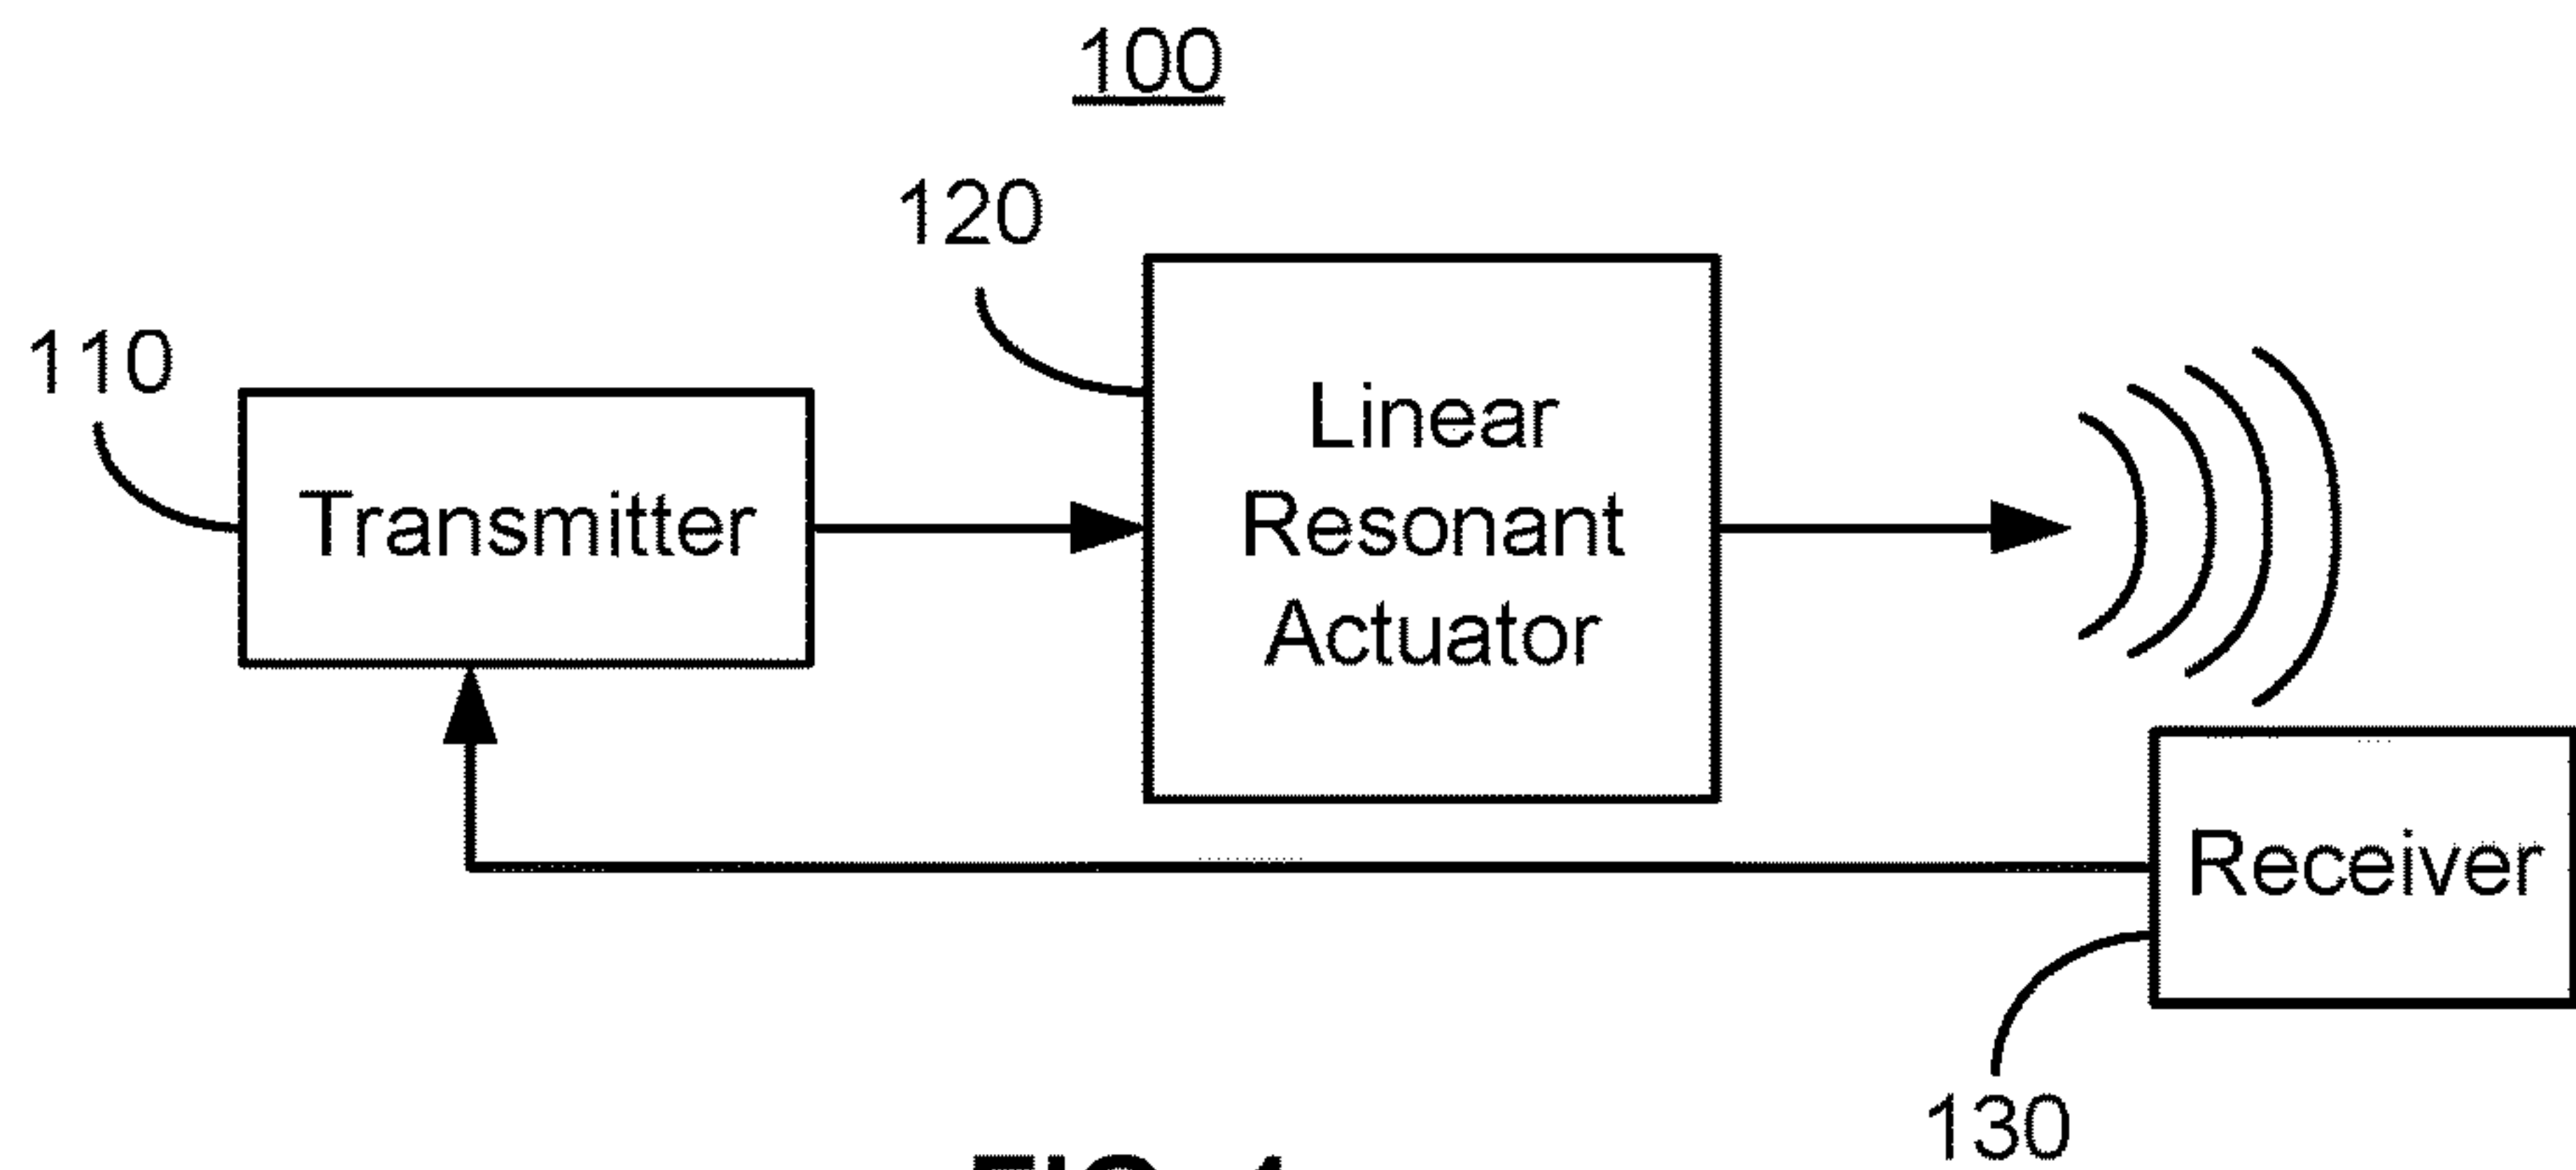 100
120
110
Linear
Resonant
Actuator
Transmitter
Receiver
130